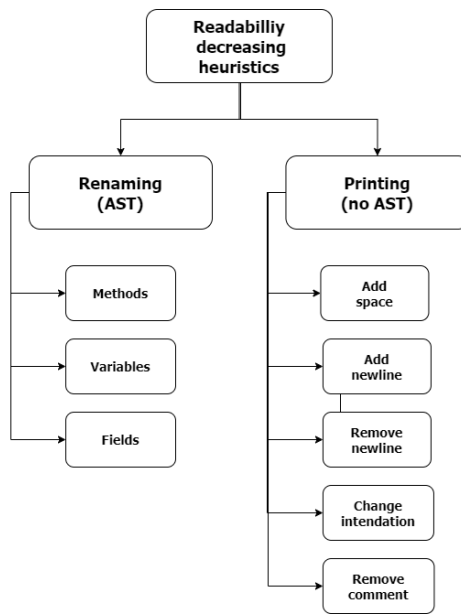 Readabilliy
decreasing
heuristics
Renaming
(AST)
Printing
(no AST)
Methods
Variables
Fields
Add
space
Add
newline
Remove
newline
Change
intendation
Remove
comment